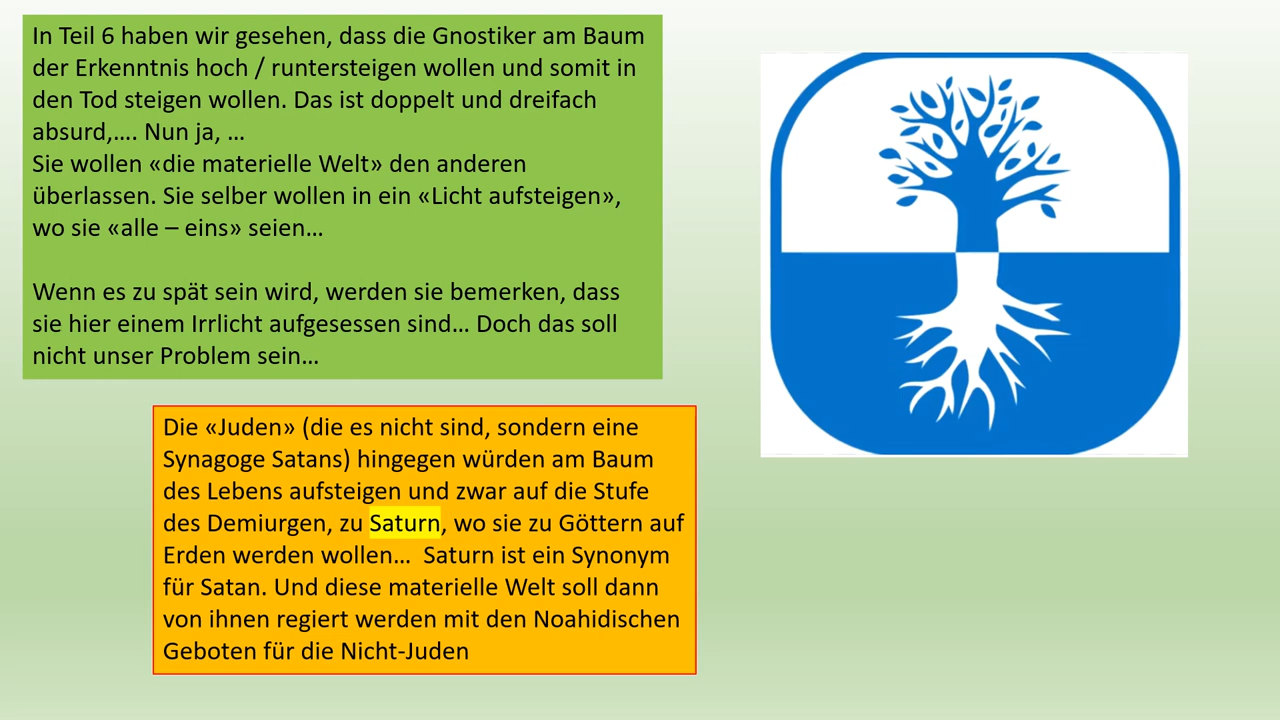 In Teil 6 haben wir gesehen, dass die Gnostiker am Baum
der Erkenntnis hoch / runtersteigen wollen und somit in
den Tod steigen wollen. Das ist doppelt und dreifach
absurd,…. Nun ja, …
Sie wollen «die materielle Welt» den anderen
überlassen. Sie selber wollen in ein «Licht aufsteigen»,
wo sie «alle – eins» seien…
Wenn es zu spät sein wird, werden sie bemerken, dass
sie hier einem Irrlicht aufgesessen sind… Doch das soll
nicht unser Problem sein…
Die «Juden» (die es nicht sind, sondern eine
Synagoge Satans) hingegen würden am Baum
des Lebens aufsteigen und zwar auf die Stufe
des Demiurgen, zu Saturn, wo sie zu Göttern auf
Erden werden wollen… Saturn ist ein Synonym
für Satan. Und diese materielle Welt soll dann
von ihnen regiert werden mit den Noahidischen
Geboten für die Nicht-Juden